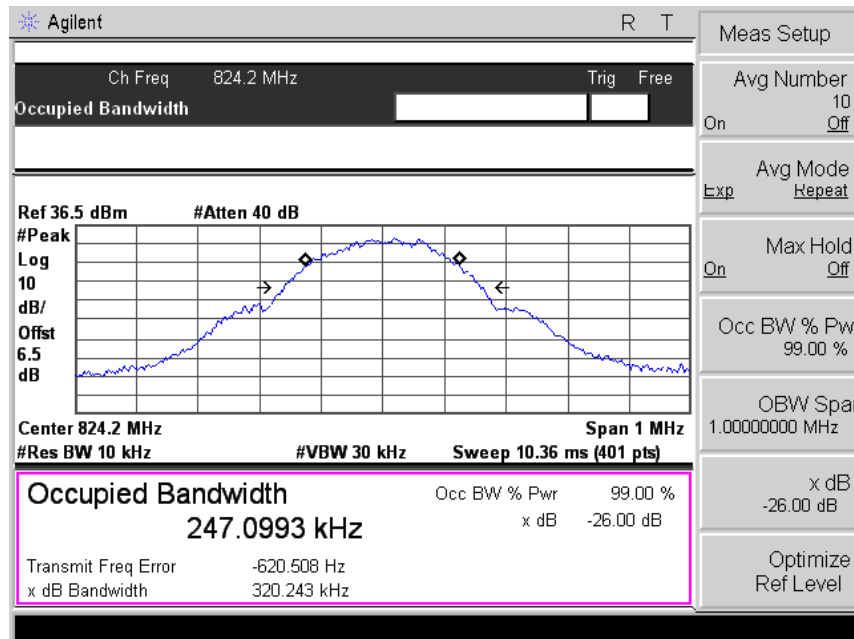 Agilent R T
Meas Setup
Ch Freq 824.2 MHz Trig Free
Occupied Bandwidth
Avg Number
10
On Off
Avg Mode
Exp Repeat
Ref 36.5 dBm #Atten 40 dB
#Peak
Log
10
dB/
Offst
6.5
dB
Max Hold
On Off
Occ BW % Pw
99.00 %
Center 824.2 MHz Span 1 MHz
#Res BW 10 kHz #VBW 30 kHz Sweep 10.36 ms (401 pts)
OBW Spa
1.00000000 MHz
Occupied Bandwidth Occ BW % Pwr 99.00 %
247.0993 kHz x dB -26.00 dB
Transmit Freq Error -620.508 Hz
x dB Bandwidth 320.243 kHz
x dB
-26.00 dB
Optimize
Ref Level